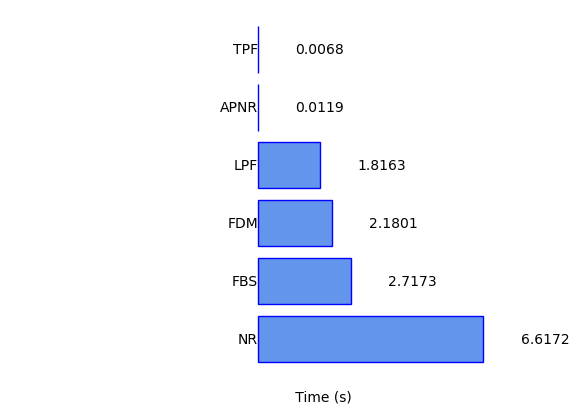 TPF 0.0068
APNR 0.0119
LPF 1.8163
FDM 2.1801
FBS 2.7173
NR 6.6172
Time (s)